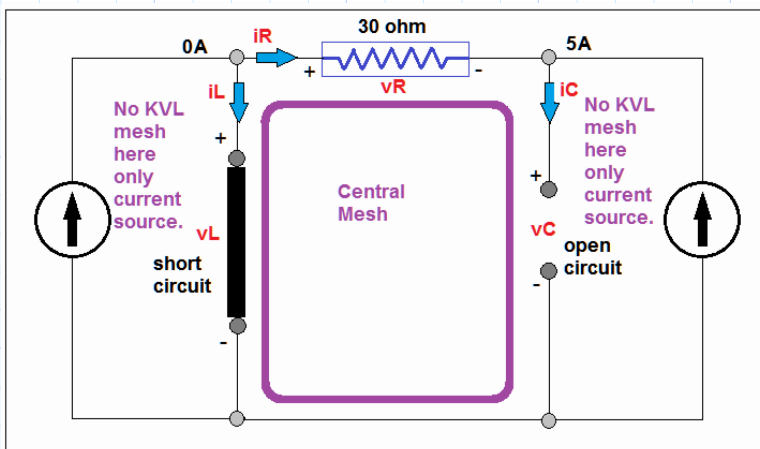 30 ohm
0A
iR
5A
+
-
vR
iL
iC
No KVL
mesh
here
only
current
source.
No KVL
mesh
here
only
current
source.
+
+
Central
Mesh
vL
vC
short
circuit
open
circuit
-
-